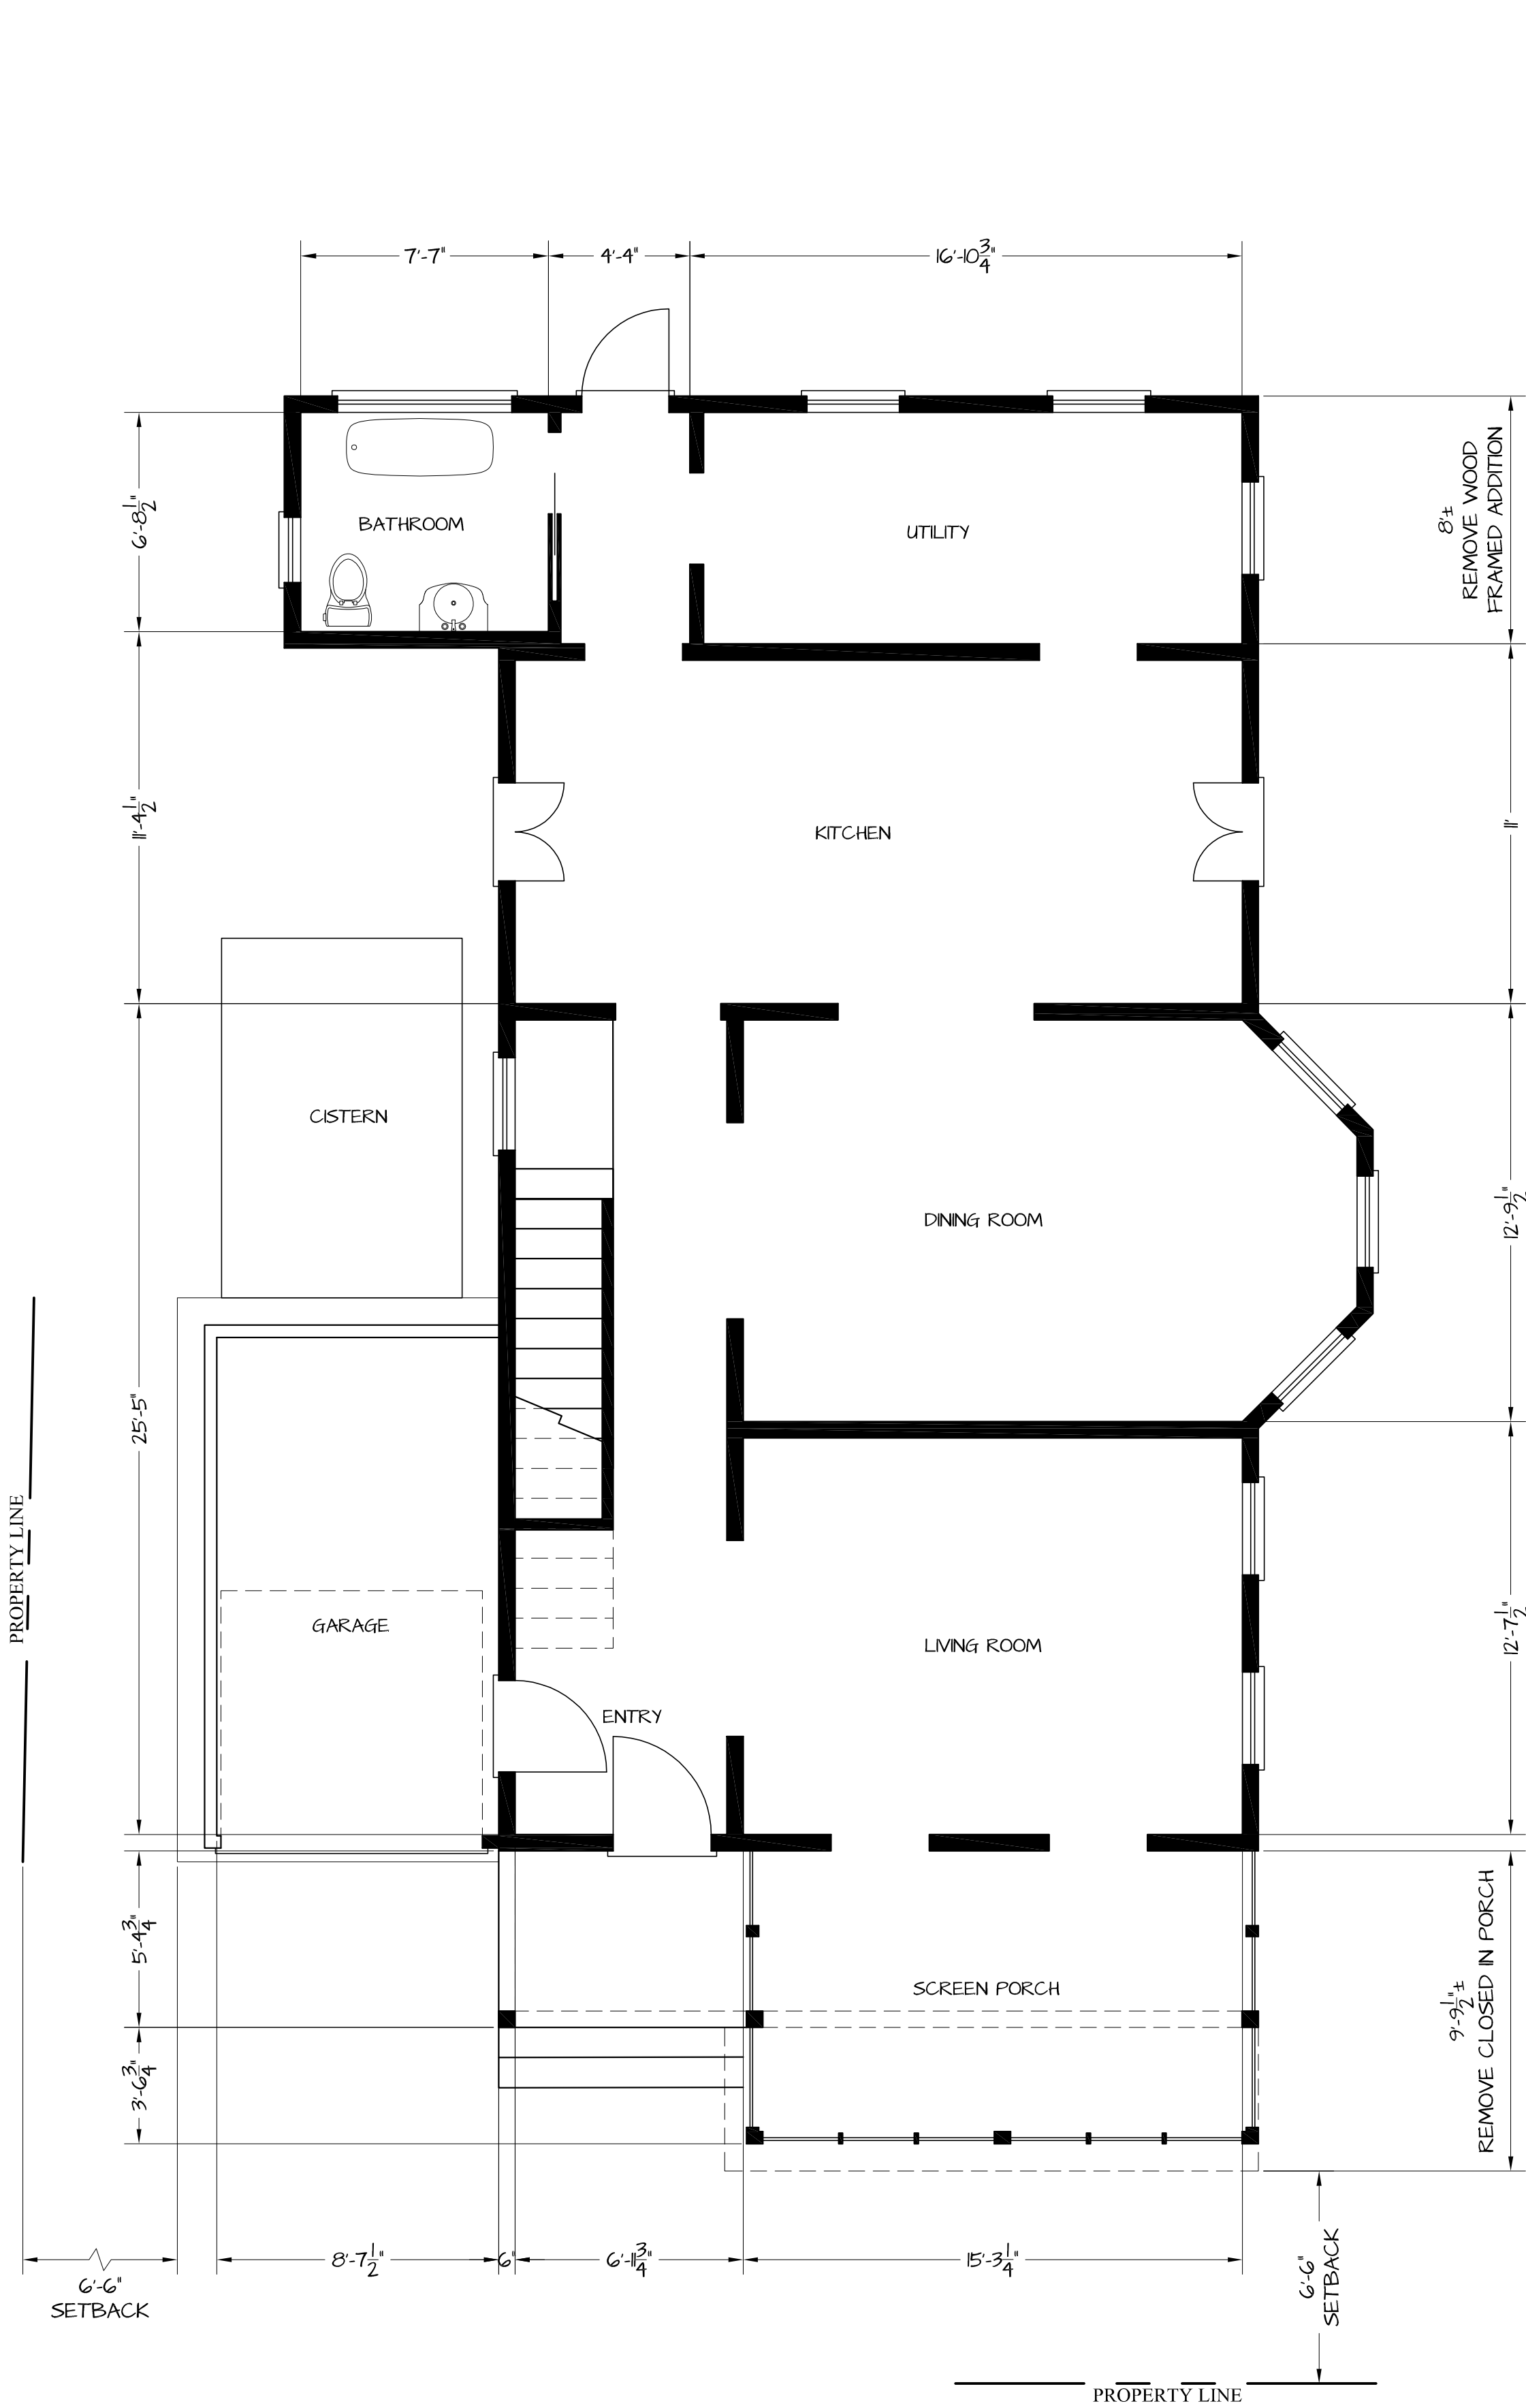 7'-7"
4'-4"
16'-10 3/4"
6'-8 1/2"
BATHROOM
UTILITY
8'±
REMOVE WOOD
FRAMED ADDITION
11'-4 1/2"
KITCHEN
11'
CISTERN
DINING ROOM
12'-9 1/2"
25'-5"
PROPERTY LINE
GARAGE
LIVING ROOM
12'-7 1/2"
ENTRY
5'-4 3/4"
SCREEN PORCH
9'-9 1/2"±
REMOVE CLOSED IN PORCH
3'-6 3/4"
6'-6"
SETBACK
8'-7 1/2"
6"
6'-11 3/4"
15'-3 1/4"
6'-6"
SETBACK
PROPERTY LINE